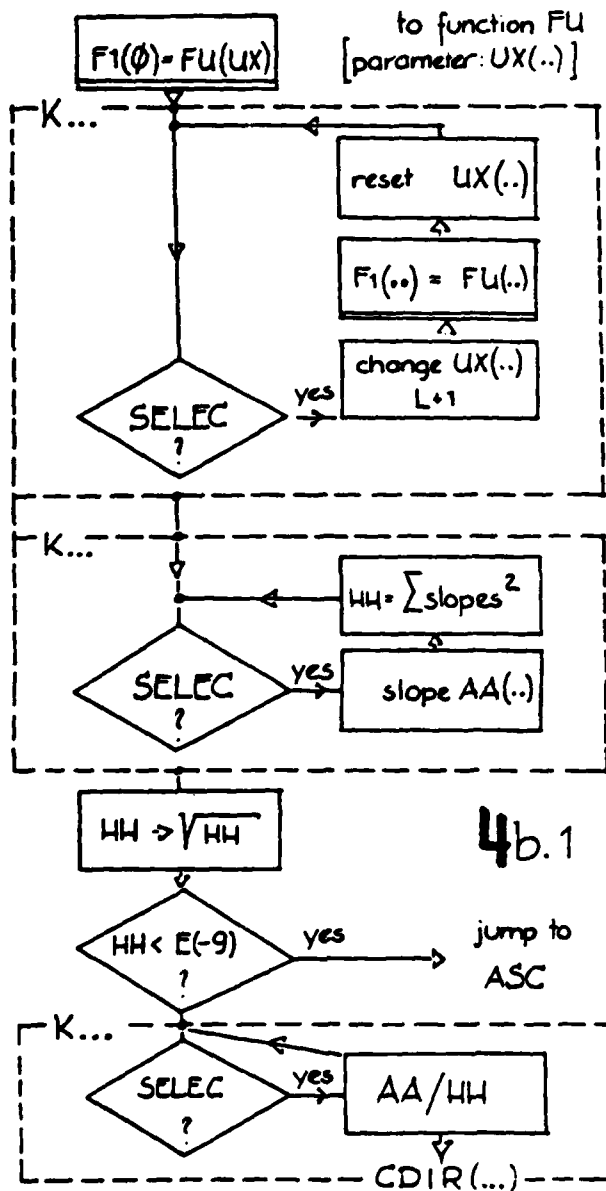 to function FU
F1(Ø) = FU(UX)
[parameter: UX(..)]
K...
reset UX(..)
F1(..) = FU(..)
change UX(..)
L+1
yes
SELEC
?
K...
HH = ∑slopes²
yes
SELEC
?
slope AA(..)
HH → √HH
4b.1
HH < E(-9)
?
yes
jump to
ASC
K...
SELEC
?
yes
AA/HH
CDIR(...)